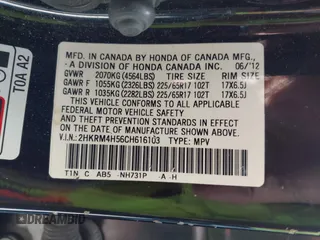 MFD. IN CANADA BY HONDA OF CANADA MFG.,
- A DIVISION OF HONDA CANADA INC. 06/'12
GVWR 2070KG (4564LBS) TIRE SIZE RIM SIZE
GAWR F 1055KG (2326LBS) 225/65R17 102T 17X6.5J
GAWR R 1035KG (2282LBS) 225/65R17 102T 17X6.5J
THIS VEHICLE CONFORMS TO ALL APPLICABLE
FEDERAL MOTOR VEHICLE SAFETY, BUMPER,
AND THEFT PREVENTION STANDARDS IN EFFECT
ON THE DATE OF MANUFACTURE SHOWN ABOVE.
V.I.N.: 2HKRM4H56CH616103 TYPE: MPV
T1N C AB5 -NH731P -A -H
T0A A2
DREAMBID